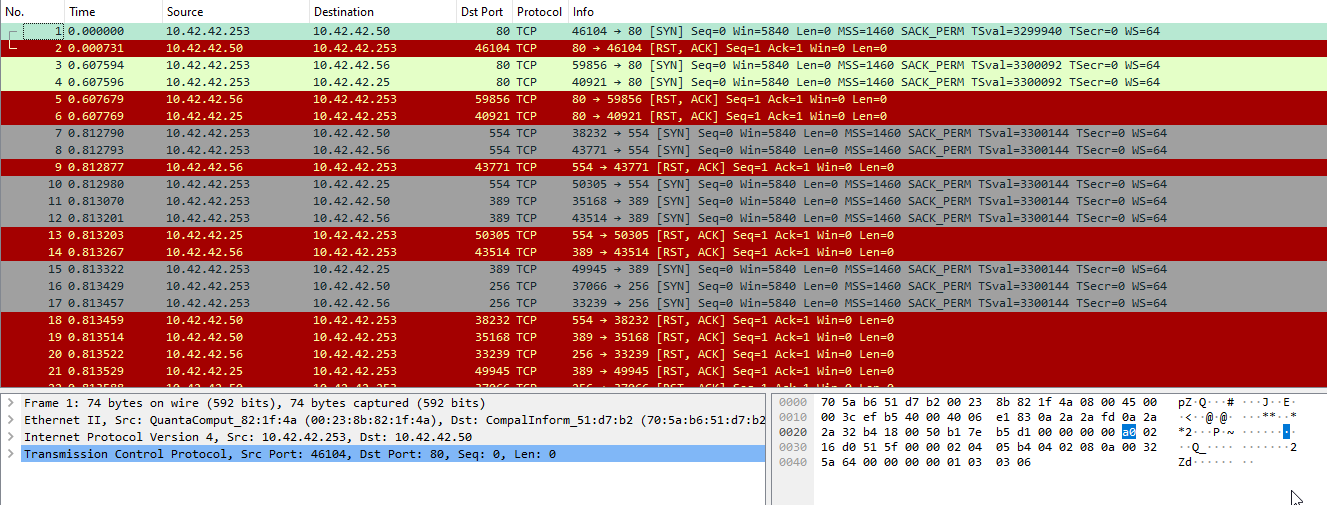 No. Time Source Destination Dst Port Protocol Info
1 0.000000 10.42.42.253 10.42.42.50 80 TCP 46104 → 80 [SYN] Seq=0 Win=5840 Len=0 MSS=1460 SACK_PERM TSval=3299940 TSecr=0 WS=64
2 0.000731 10.42.42.50 10.42.42.253 46104 TCP 80 → 46104 [RST, ACK] Seq=1 Ack=1 Win=0 Len=0
3 0.607594 10.42.42.253 10.42.42.56 80 TCP 59856 → 80 [SYN] Seq=0 Win=5840 Len=0 MSS=1460 SACK_PERM TSval=3300092 TSecr=0 WS=64
4 0.607596 10.42.42.253 10.42.42.25 80 TCP 40921 → 80 [SYN] Seq=0 Win=5840 Len=0 MSS=1460 SACK_PERM TSval=3300092 TSecr=0 WS=64
5 0.607679 10.42.42.56 10.42.42.253 59856 TCP 80 → 59856 [RST, ACK] Seq=1 Ack=1 Win=0 Len=0
6 0.607769 10.42.42.25 10.42.42.253 40921 TCP 80 → 40921 [RST, ACK] Seq=1 Ack=1 Win=0 Len=0
7 0.812790 10.42.42.253 10.42.42.50 554 TCP 38232 → 554 [SYN] Seq=0 Win=5840 Len=0 MSS=1460 SACK_PERM TSval=3300144 TSecr=0 WS=64
8 0.812793 10.42.42.253 10.42.42.56 554 TCP 43771 → 554 [SYN] Seq=0 Win=5840 Len=0 MSS=1460 SACK_PERM TSval=3300144 TSecr=0 WS=64
9 0.812877 10.42.42.56 10.42.42.253 43771 TCP 554 → 43771 [RST, ACK] Seq=1 Ack=1 Win=0 Len=0
10 0.812980 10.42.42.253 10.42.42.25 554 TCP 50305 → 554 [SYN] Seq=0 Win=5840 Len=0 MSS=1460 SACK_PERM TSval=3300144 TSecr=0 WS=64
11 0.813070 10.42.42.253 10.42.42.50 389 TCP 35168 → 389 [SYN] Seq=0 Win=5840 Len=0 MSS=1460 SACK_PERM TSval=3300144 TSecr=0 WS=64
12 0.813201 10.42.42.253 10.42.42.56 389 TCP 43514 → 389 [SYN] Seq=0 Win=5840 Len=0 MSS=1460 SACK_PERM TSval=3300144 TSecr=0 WS=64
13 0.813203 10.42.42.25 10.42.42.253 50305 TCP 554 → 50305 [RST, ACK] Seq=1 Ack=1 Win=0 Len=0
14 0.813267 10.42.42.56 10.42.42.253 43514 TCP 389 → 43514 [RST, ACK] Seq=1 Ack=1 Win=0 Len=0
15 0.813322 10.42.42.253 10.42.42.25 389 TCP 49945 → 389 [SYN] Seq=0 Win=5840 Len=0 MSS=1460 SACK_PERM TSval=3300144 TSecr=0 WS=64
16 0.813429 10.42.42.253 10.42.42.50 256 TCP 37066 → 256 [SYN] Seq=0 Win=5840 Len=0 MSS=1460 SACK_PERM TSval=3300144 TSecr=0 WS=64
17 0.813457 10.42.42.253 10.42.42.56 256 TCP 33239 → 256 [SYN] Seq=0 Win=5840 Len=0 MSS=1460 SACK_PERM TSval=3300144 TSecr=0 WS=64
18 0.813459 10.42.42.50 10.42.42.253 38232 TCP 554 → 38232 [RST, ACK] Seq=1 Ack=1 Win=0 Len=0
19 0.813514 10.42.42.50 10.42.42.253 35168 TCP 389 → 35168 [RST, ACK] Seq=1 Ack=1 Win=0 Len=0
20 0.813522 10.42.42.56 10.42.42.253 33239 TCP 256 → 33239 [RST, ACK] Seq=1 Ack=1 Win=0 Len=0
21 0.813529 10.42.42.25 10.42.42.253 49945 TCP 389 → 49945 [RST, ACK] Seq=1 Ack=1 Win=0 Len=0
Frame 1: 74 bytes on wire (592 bits), 74 bytes captured (592 bits)
Ethernet II, Src: QuantaComput_82:1f:4a (00:23:8b:82:1f:4a), Dst: CompalInform_51:d7:b2 (70:5a:b6:51:d7:b2
Internet Protocol Version 4, Src: 10.42.42.253, Dst: 10.42.42.50
Transmission Control Protocol, Src Port: 46104, Dst Port: 80, Seq: 0, Len: 0
0000 70 5a b6 51 d7 b2 00 23 8b 82 1f 4a 08 00 45 00 pZ·Q···# ···J··E·
0010 00 3c ef b5 40 00 40 06 e1 83 0a 2a 2a fd 0a 2a ·<··@·@· ···**··*
0020 2a 32 b4 18 00 50 b1 7e b5 d1 00 00 00 00 a0 02 *2···P·~ ········
0030 16 d0 51 5f 00 00 02 04 05 b4 04 02 08 0a 00 32 ··Q_···· ·······2
0040 5a 64 00 00 00 00 01 03 03 06 Zd······ ··